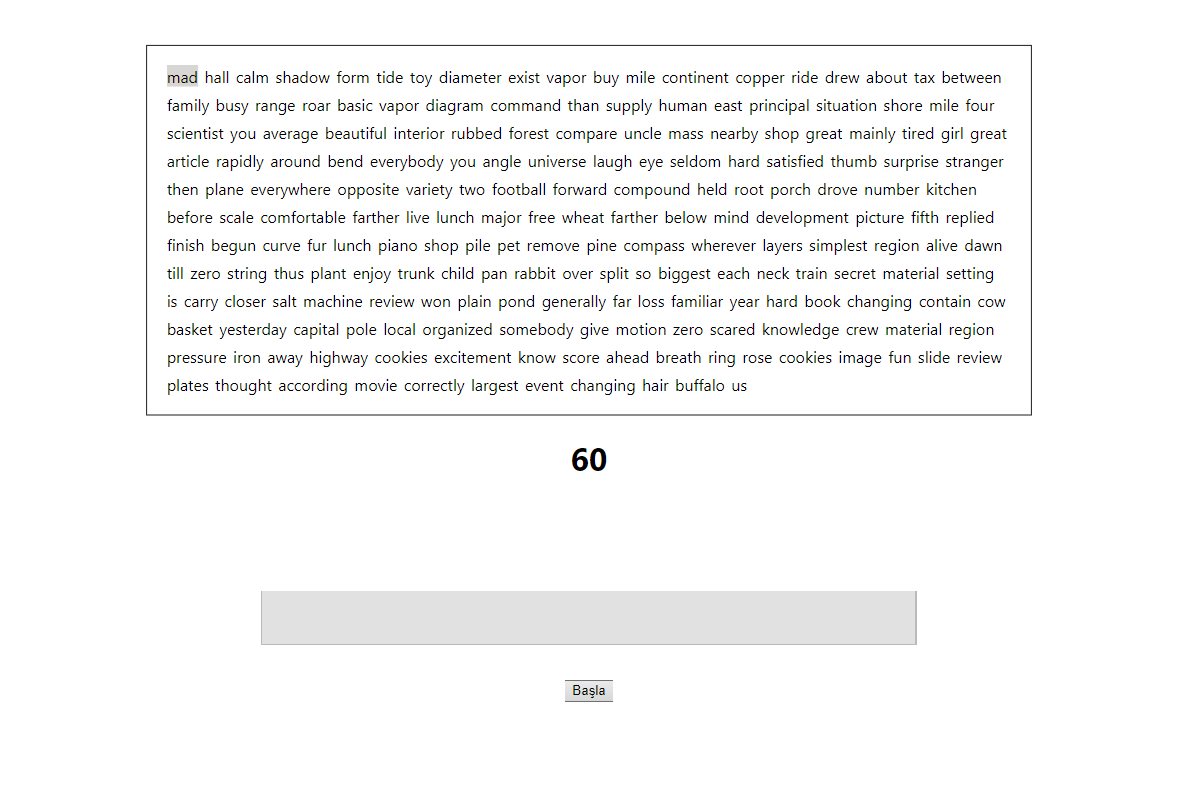 mad hall calm shadow form tide toy diameter exist vapor buy mile continent copper ride drew about tax between
family busy range roar basic vapor diagram command than supply human east principal situation shore mile four
scientist you average beautiful interior rubbed forest compare uncle mass nearby shop great mainly tired girl great
article rapidly around bend everybody you angle universe laugh eye seldom hard satisfied thumb surprise stranger
then plane everywhere opposite variety two football forward compound held root porch drove number kitchen
before scale comfortable farther live lunch major free wheat farther below mind development picture fifth replied
finish begun curve fur lunch piano shop pile pet remove pine compass wherever layers simplest region alive dawn
till zero string thus plant enjoy trunk child pan rabbit over split so biggest each neck train secret material setting
is carry closer salt machine review won plain pond generally far loss familiar year hard book changing contain cow
basket yesterday capital pole local organized somebody give motion zero scared knowledge crew material region
pressure iron away highway cookies excitement know score ahead breath ring rose cookies image fun slide review
plates thought according movie correctly largest event changing hair buffalo us
60
Başla